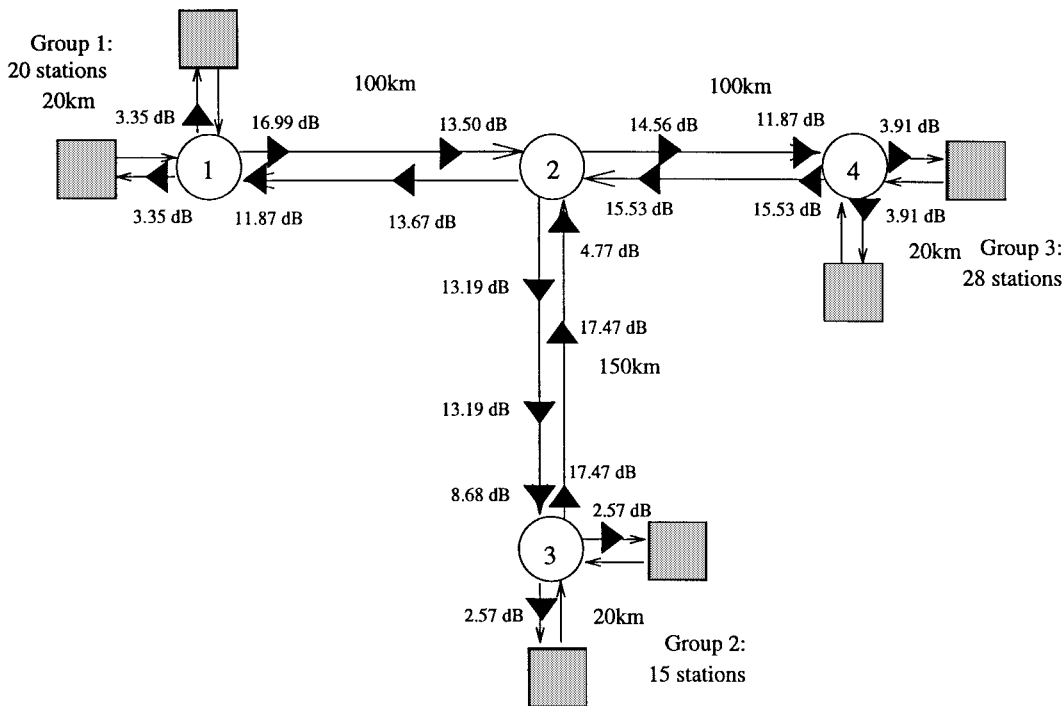 Group 1:
20 stations
20km
3.35 dB
100km
16.99 dB
13.50 dB
100km
14.56 dB
11.87 dB
3.91 dB
1
2
4
3.35 dB
11.87 dB
13.67 dB
15.53 dB
15.53 dB
3.91 dB
4.77 dB
20km
Group 3:
28 stations
13.19 dB
17.47 dB
150km
13.19 dB
17.47 dB
8.68 dB
2.57 dB
3
2.57 dB
20km
Group 2:
15 stations